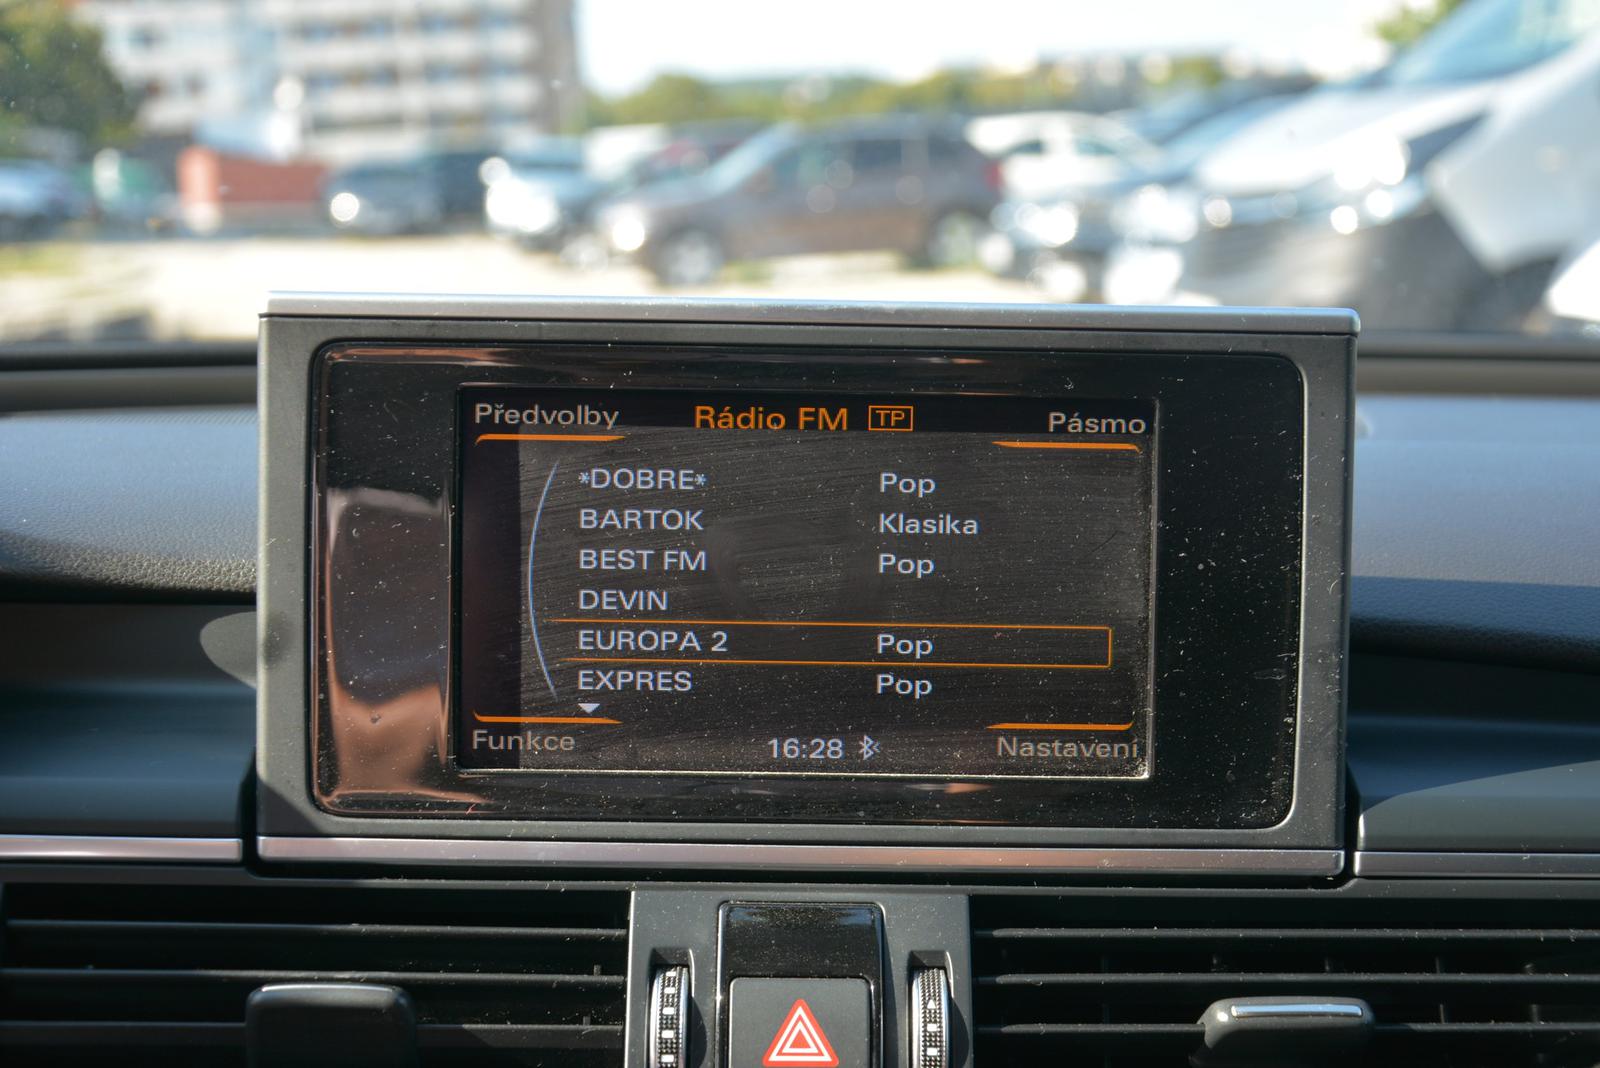 Předvolby Rádio FM TP Pásmo
*DOBRE* Pop
BARTOK Klasika
BEST FM Pop
DEVIN
EUROPA 2 Pop
EXPRES Pop
Funkce 16:28 Nastavení